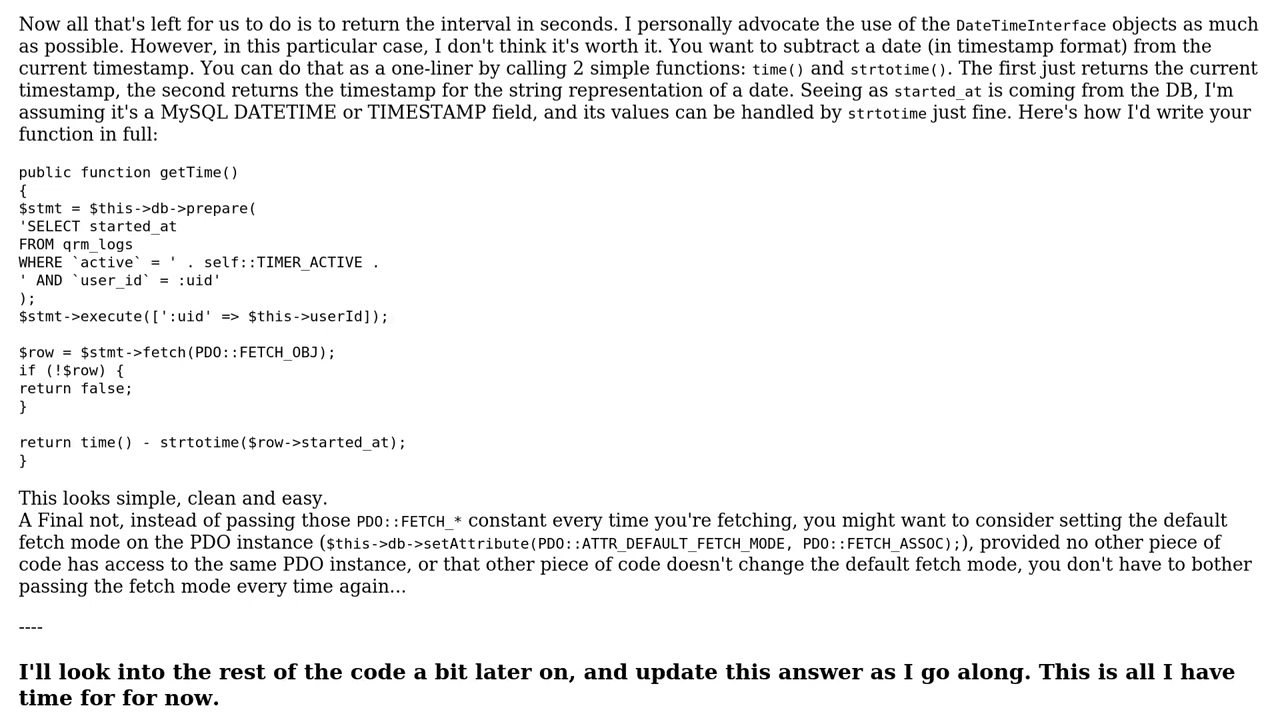 Now all that's left for us to do is to return the interval in seconds. I personally advocate the use of the DateTimeInterface objects as much
as possible. However, in this particular case, I don't think it's worth it. You want to subtract a date (in timestamp format) from the
current timestamp. You can do that as a one-liner by calling 2 simple functions: time() and strtotime(). The first just returns the current
timestamp, the second returns the timestamp for the string representation of a date. Seeing as started_at is coming from the DB, I'm
assuming it's a MySQL DATETIME or TIMESTAMP field, and its values can be handled by strtotime just fine. Here's how I'd write your
function in full:
public function getTime()
{
$stmt = $this->db->prepare(
'SELECT started_at
FROM qrm_logs
WHERE `active` = ' . self::TIMER_ACTIVE .
' AND `user_id` = :uid'
);
$stmt->execute([':uid' => $this->userId]);
$row = $stmt->fetch(PDO::FETCH_OBJ);
if (!$row) {
return false;
}
return time() - strtotime($row->started_at);
}
This looks simple, clean and easy.
A Final not, instead of passing those PDO::FETCH_* constant every time you're fetching, you might want to consider setting the default
fetch mode on the PDO instance ($this->db->setAttribute(PDO::ATTR_DEFAULT_FETCH_MODE, PDO::FETCH_ASSOC);), provided no other piece of
code has access to the same PDO instance, or that other piece of code doesn't change the default fetch mode, you don't have to bother
passing the fetch mode every time again...
----
I'll look into the rest of the code a bit later on, and update this answer as I go along. This is all I have
time for for now.